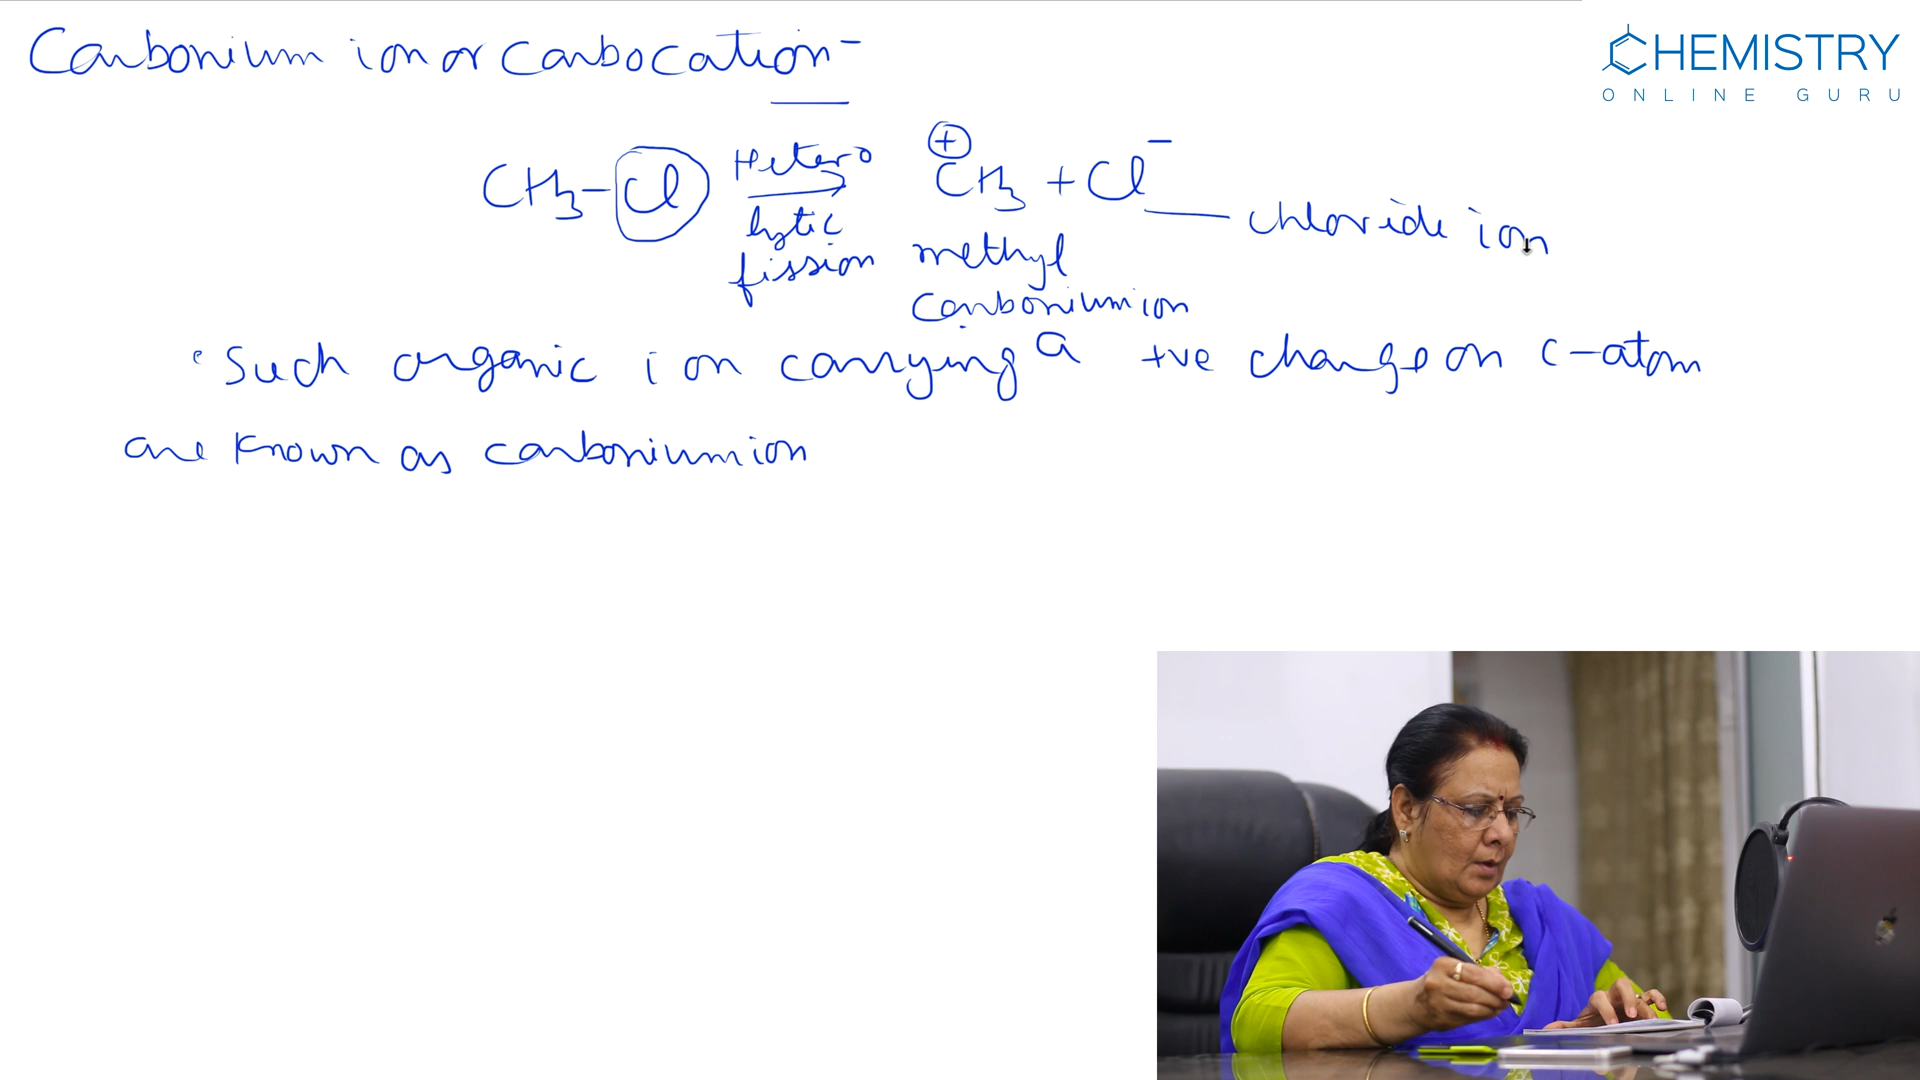 Carbonium ion or carbocation-
CHEMISTRY
ONLINE GURU
CH3-Cl Hetero lytic fission → ⊕CH3 + Cl⁻
chloride ion
methyl
carbonium ion
Such organic ion carrying a +ve charge on C-atom
are known as carbonium ion